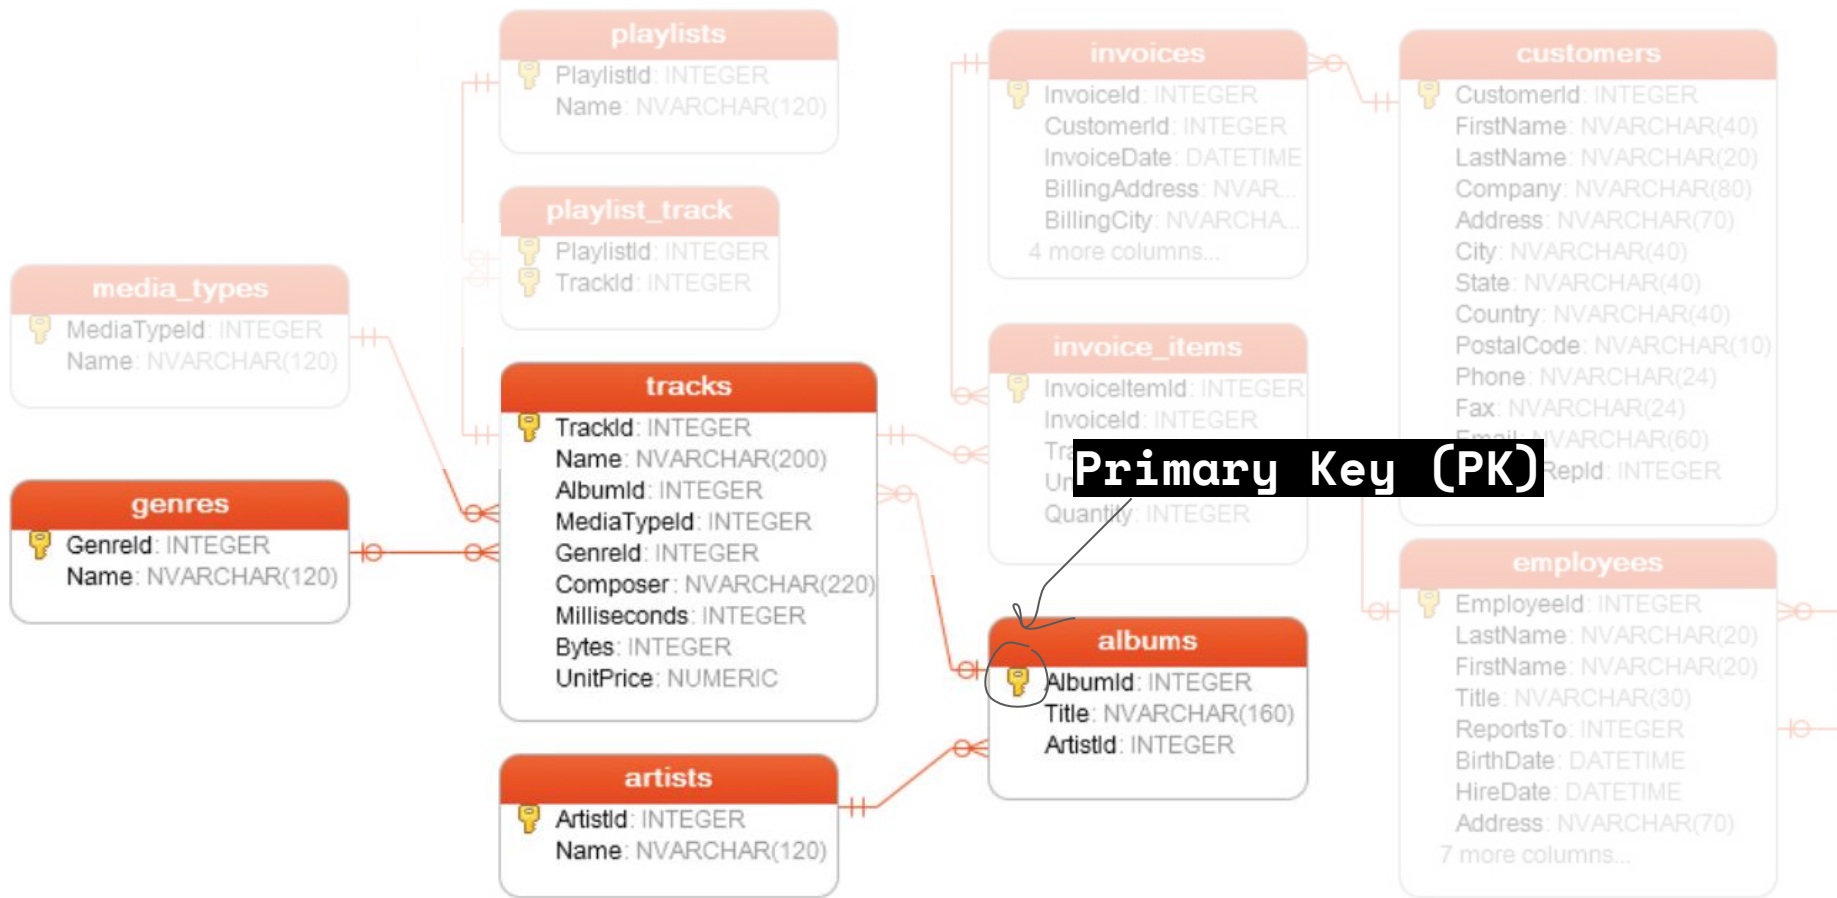 playlists
PlaylistId: INTEGER
Name: NVARCHAR(120)
playlist_track
PlaylistId: INTEGER
TrackId: INTEGER
media_types
MediaTypeId: INTEGER
Name: NVARCHAR(120)
genres
GenreId: INTEGER
Name: NVARCHAR(120)
tracks
TrackId: INTEGER
Name: NVARCHAR(200)
AlbumId: INTEGER
MediaTypeId: INTEGER
GenreId: INTEGER
Composer: NVARCHAR(220)
Milliseconds: INTEGER
Bytes: INTEGER
UnitPrice: NUMERIC
artists
ArtistId: INTEGER
Name: NVARCHAR(120)
invoices
InvoiceId: INTEGER
CustomerId: INTEGER
InvoiceDate: DATETIME
BillingAddress: NVAR...
BillingCity: NVARCHA...
4 more columns...
invoice_items
InvoiceItemId: INTEGER
InvoiceId: INTEGER
Quantity: INTEGER
Primary Key (PK)
albums
AlbumId: INTEGER
Title: NVARCHAR(160)
ArtistId: INTEGER
customers
CustomerId: INTEGER
FirstName: NVARCHAR(40)
LastName: NVARCHAR(20)
Company: NVARCHAR(80)
Address: NVARCHAR(70)
City: NVARCHAR(40)
State: NVARCHAR(40)
Country: NVARCHAR(40)
PostalCode: NVARCHAR(10)
Phone: NVARCHAR(24)
Fax: NVARCHAR(24)
Email: NVARCHAR(60)
RepId: INTEGER
employees
EmployeeId: INTEGER
LastName: NVARCHAR(20)
FirstName: NVARCHAR(20)
Title: NVARCHAR(30)
ReportsTo: INTEGER
BirthDate: DATETIME
HireDate: DATETIME
Address: NVARCHAR(70)
7 more columns...